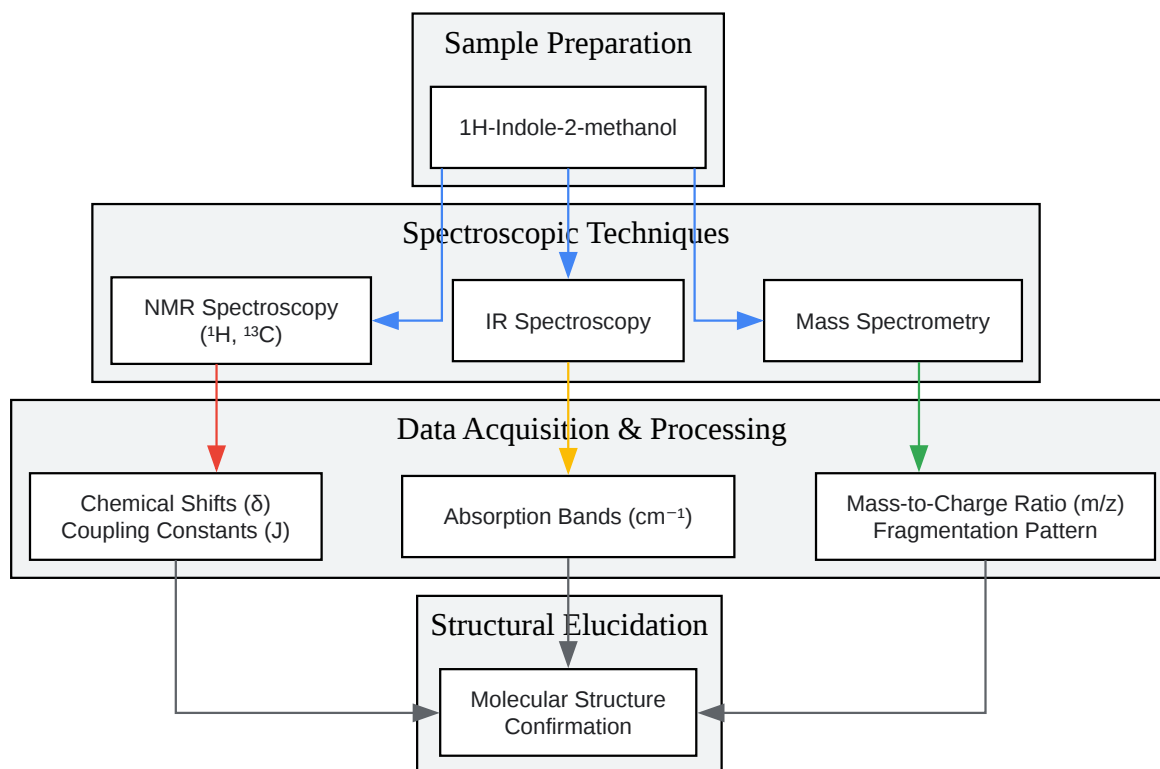 Sample Preparation
1H-Indole-2-methanol
Spectroscopic Techniques
NMR Spectroscopy
(¹H, ¹³C)
IR Spectroscopy
Mass Spectrometry
Data Acquisition & Processing
Chemical Shifts (δ)
Coupling Constants (J)
Absorption Bands (cm⁻¹)
Mass-to-Charge Ratio (m/z)
Fragmentation Pattern
Structural Elucidation
Molecular Structure
Confirmation